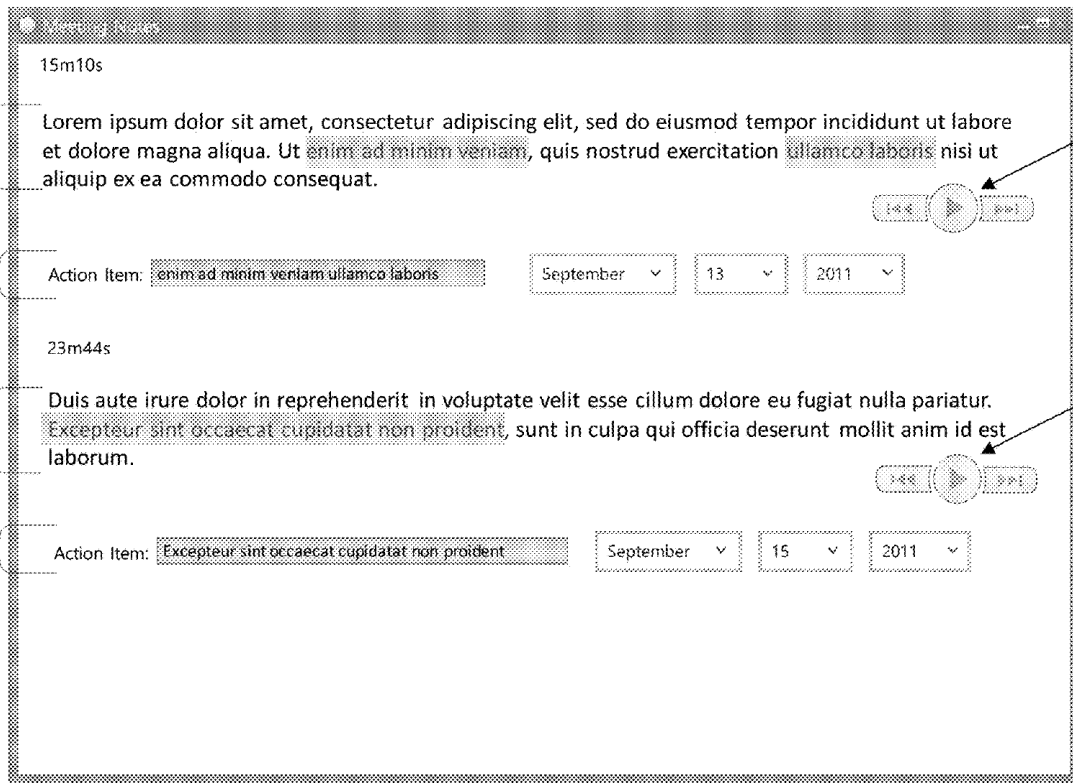 Meeting Notes
15m10s
Lorem ipsum dolor sit amet, consectetur adipiscing elit, sed do eiusmod tempor incididunt ut labore
et dolore magna aliqua. Ut enim ad minim veniam, quis nostrud exercitation ullamco laboris nisi ut
aliquip ex ea commodo consequat.
Action Item: enim ad minim veniam ullamco laboris September 13 2011
23m44s
Duis aute irure dolor in reprehenderit in voluptate velit esse cillum dolore eu fugiat nulla pariatur.
Excepteur sint occaecat cupidatat non proident, sunt in culpa qui officia deserunt mollit anim id est
laborum.
Action Item: Excepteur sint occaecat cupidatat non proident September 15 2011